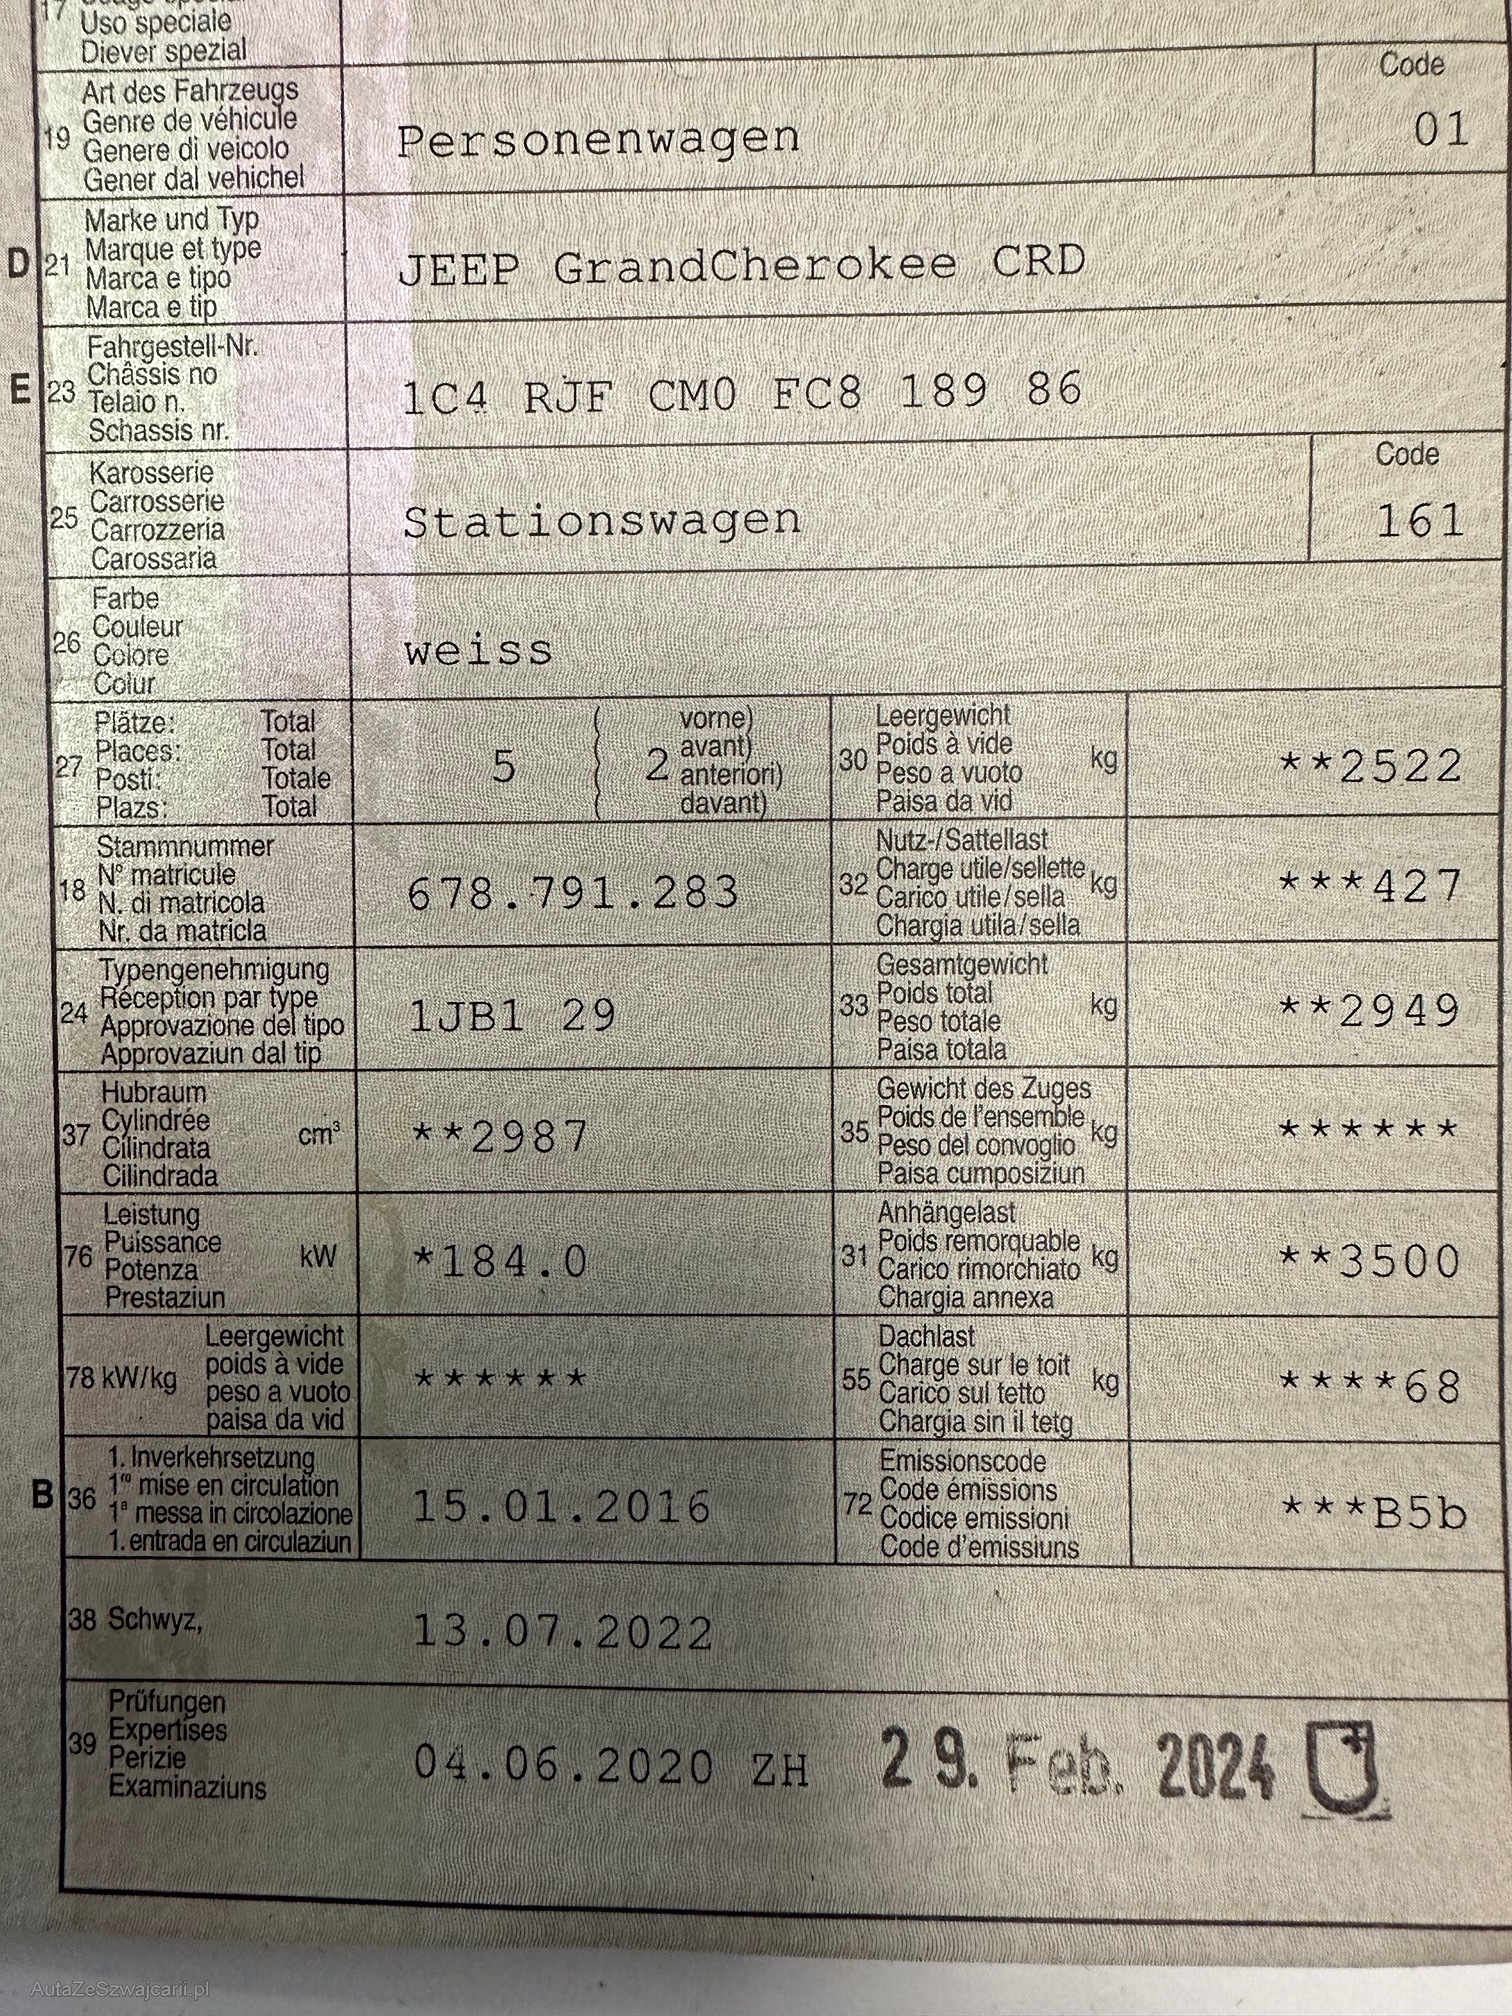 17
Uso speciale
Diever spezial
Art des Fahrzeugs
19 Genre de véhicule
Genere di veicolo
Gener dal vehichel
Personenwagen
Code
01
Marke und Typ
D 21 Marque et type
Marca e tipo
Marca e tip
JEEP GrandCherokee CRD
Fahrgestell-Nr.
E 23 Châssis no
Telaio n.
Schassis nr.
1C4 RJF CM0 FC8 189 86
Karosserie
25 Carrosserie
Carrozzeria
Carossaria
Stationswagen
Code
161
Farbe
26 Couleur
Colore
Colur
weiss
27 Plätze: Total
Places: Total
Posti: Totale
Plazs: Total
5 ( 2 vorne)
avant)
anteriori)
davant)
30 Leergewicht
Poids à vide kg
Peso a vuoto
Paisa da vid
**2522
18 Stammnummer
N° matricule
N. di matricola
Nr. da matricla
678.791.283
32 Nutz-/Sattellast
Charge utile/sellette kg
Carico utile/sella
Chargia utila/sella
***427
24 Typengenehmigung
Réception par type
Approvazione del tipo
Approvaziun dal tip
1JB1 29
33 Gesamtgewicht
Poids total kg
Peso totale
Paisa totala
**2949
37 Hubraum
Cylindrée cm³
Cilindrata
Cilindrada
**2987
35 Gewicht des Zuges
Poids de l'ensemble kg
Peso del convoglio
Paisa cumposiziun
******
76 Leistung
Puissance kW
Potenza
Prestaziun
*184.0
31 Anhängelast
Poids remorquable kg
Carico rimorchiato
Chargia annexa
**3500
78 kW/kg Leergewicht
poids à vide
peso a vuoto
paisa da vid
******
55 Dachlast
Charge sur le toit kg
Carico sul tetto
Chargia sin il tetg
****68
B 36 1. Inverkehrsetzung
1re mise en circulation
1a messa in circolazione
1. entrada en circulaziun
15.01.2016
72 Emissionscode
Code émissions
Codice emissioni
Code d'emissiuns
***B5b
38 Schwyz, 13.07.2022
39 Prüfungen
Expertises
Perizie
Examinaziuns
04.06.2020 ZH 29. Feb. 2024
AutaZeSzwajcarii.pl